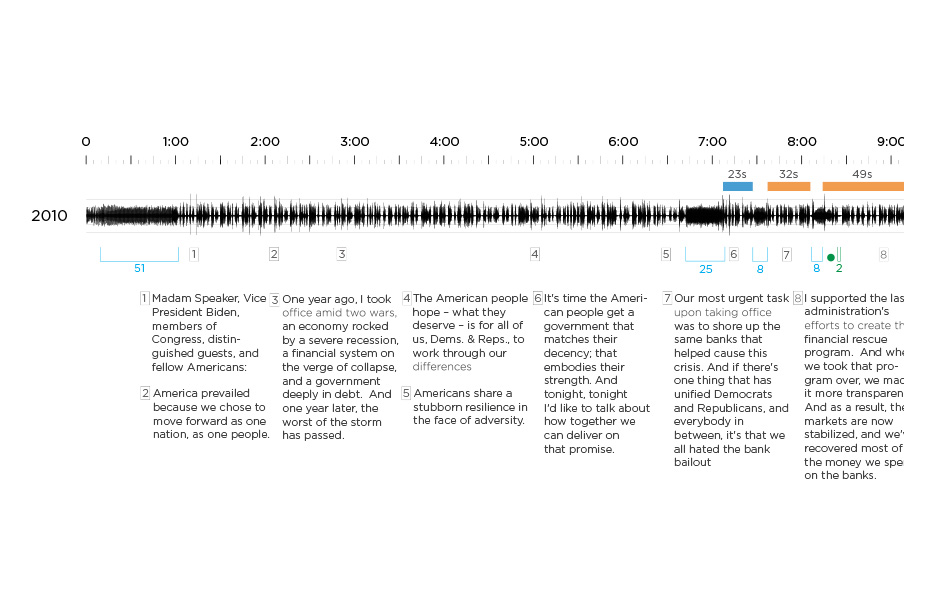 0 1:00 2:00 3:00 4:00 5:00 6:00 7:00 8:00 9:00
23s 32s 49s
2010
1 2 3 4 5 6 7 8
51 25 8 8 2
1 Madam Speaker, Vice
President Biden,
members of
Congress, distin-
guished guests, and
fellow Americans:
2 America prevailed
because we chose to
move forward as one
nation, as one people.
3 One year ago, I took
office amid two wars,
an economy rocked
by a severe recession,
a financial system on
the verge of collapse,
and a government
deeply in debt. And
one year later, the
worst of the storm
has passed.
4 The American people
hope – what they
deserve – is for all of
us, Dems. & Reps., to
work through our
differences
5 Americans share a
stubborn resilience in
the face of adversity.
6 It's time the Ameri-
can people get a
government that
matches their
decency; that
embodies their
strength. And
tonight, tonight
I'd like to talk about
how together we
can deliver on
that promise.
7 Our most urgent task
upon taking office
was to shore up the
same banks that
helped cause this
crisis. And if there's
one thing that has
unified Democrats
and Republicans, and
everybody in
between, it's that we
all hated the bank
bailout
8 I supported the las
administration's
efforts to create th
financial rescue
program. And whe
we took that pro-
gram over, we mad
it more transparen
And as a result, the
markets are now
stabilized, and we'
recovered most of
the money we spe
on the banks.